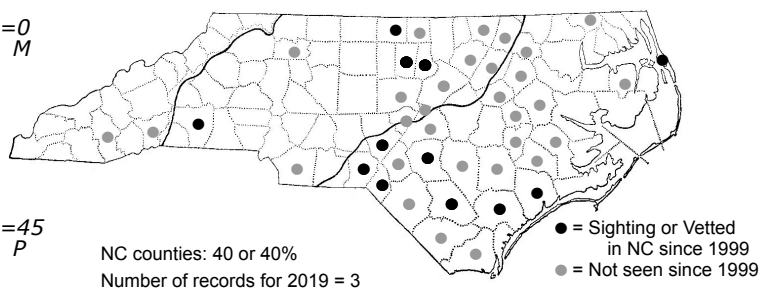 =0
M
=45
P
NC counties: 40 or 40%
Number of records for 2019 = 3
● = Sighting or Vetted
in NC since 1999
● = Not seen since 1999